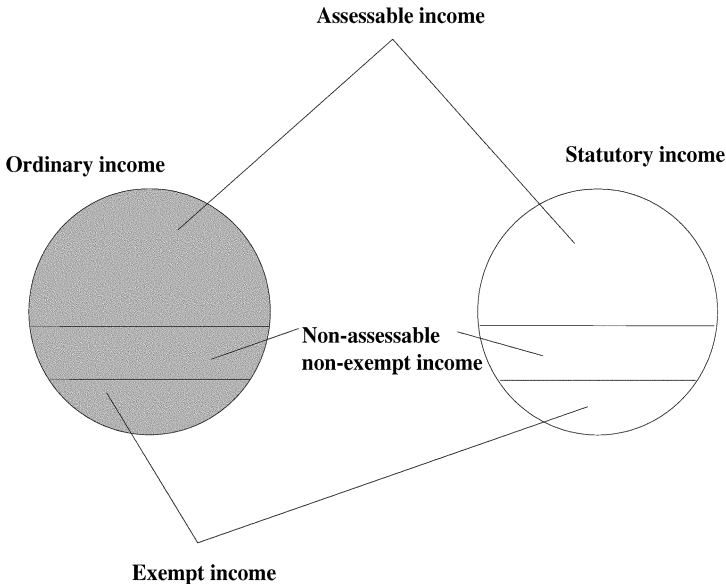 Assessable income
Ordinary income
Statutory income
Non-assessable
non-exempt income
Exempt income